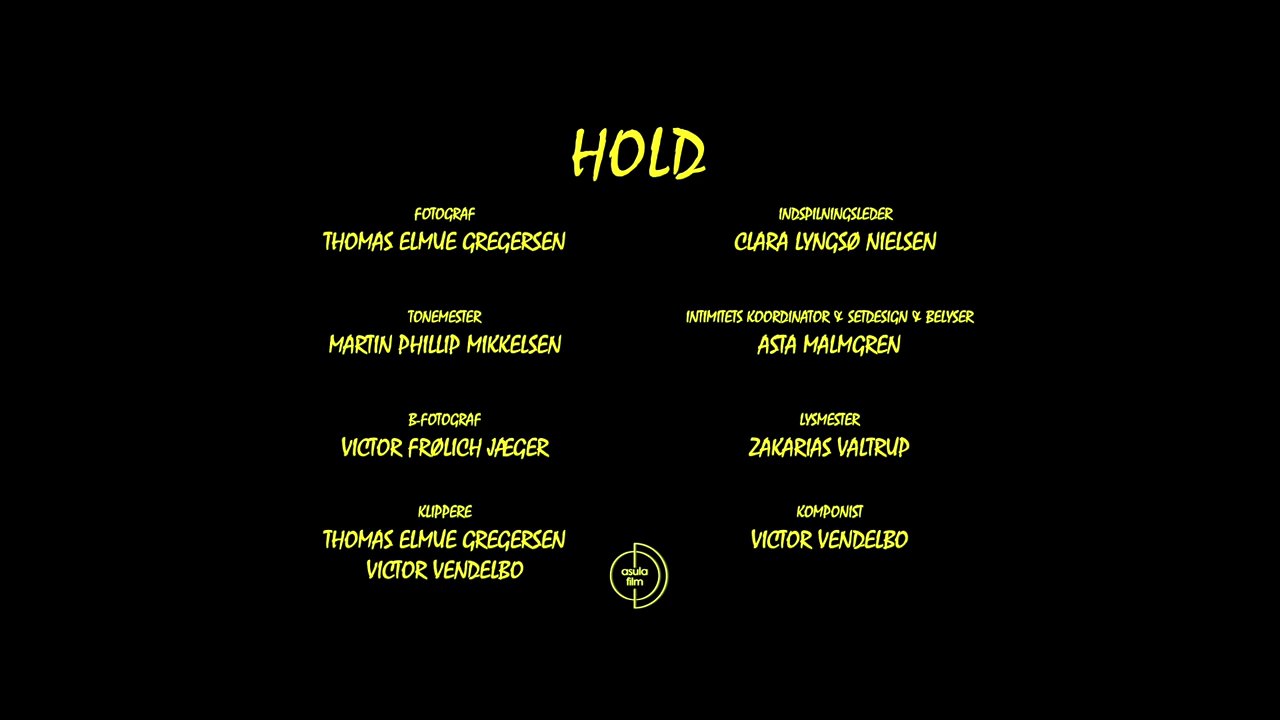 HOLD
FOTOGRAF
THOMAS ELMUE GREGERSEN
INDSPILNINGSLEDER
CLARA LYNGSØ NIELSEN
TONEMESTER
MARTIN PHILLIP MIKKELSEN
INTIMITETS KOORDINATOR & SETDESIGN & BELYSER
ASTA MALMGREN
B-FOTOGRAF
VICTOR FRØLICH JÆGER
LYSMESTER
ZAKARIAS VALTRUP
KLIPPERE
THOMAS ELMUE GREGERSEN
VICTOR VENDELBO
KOMPONIST
VICTOR VENDELBO
asula
film